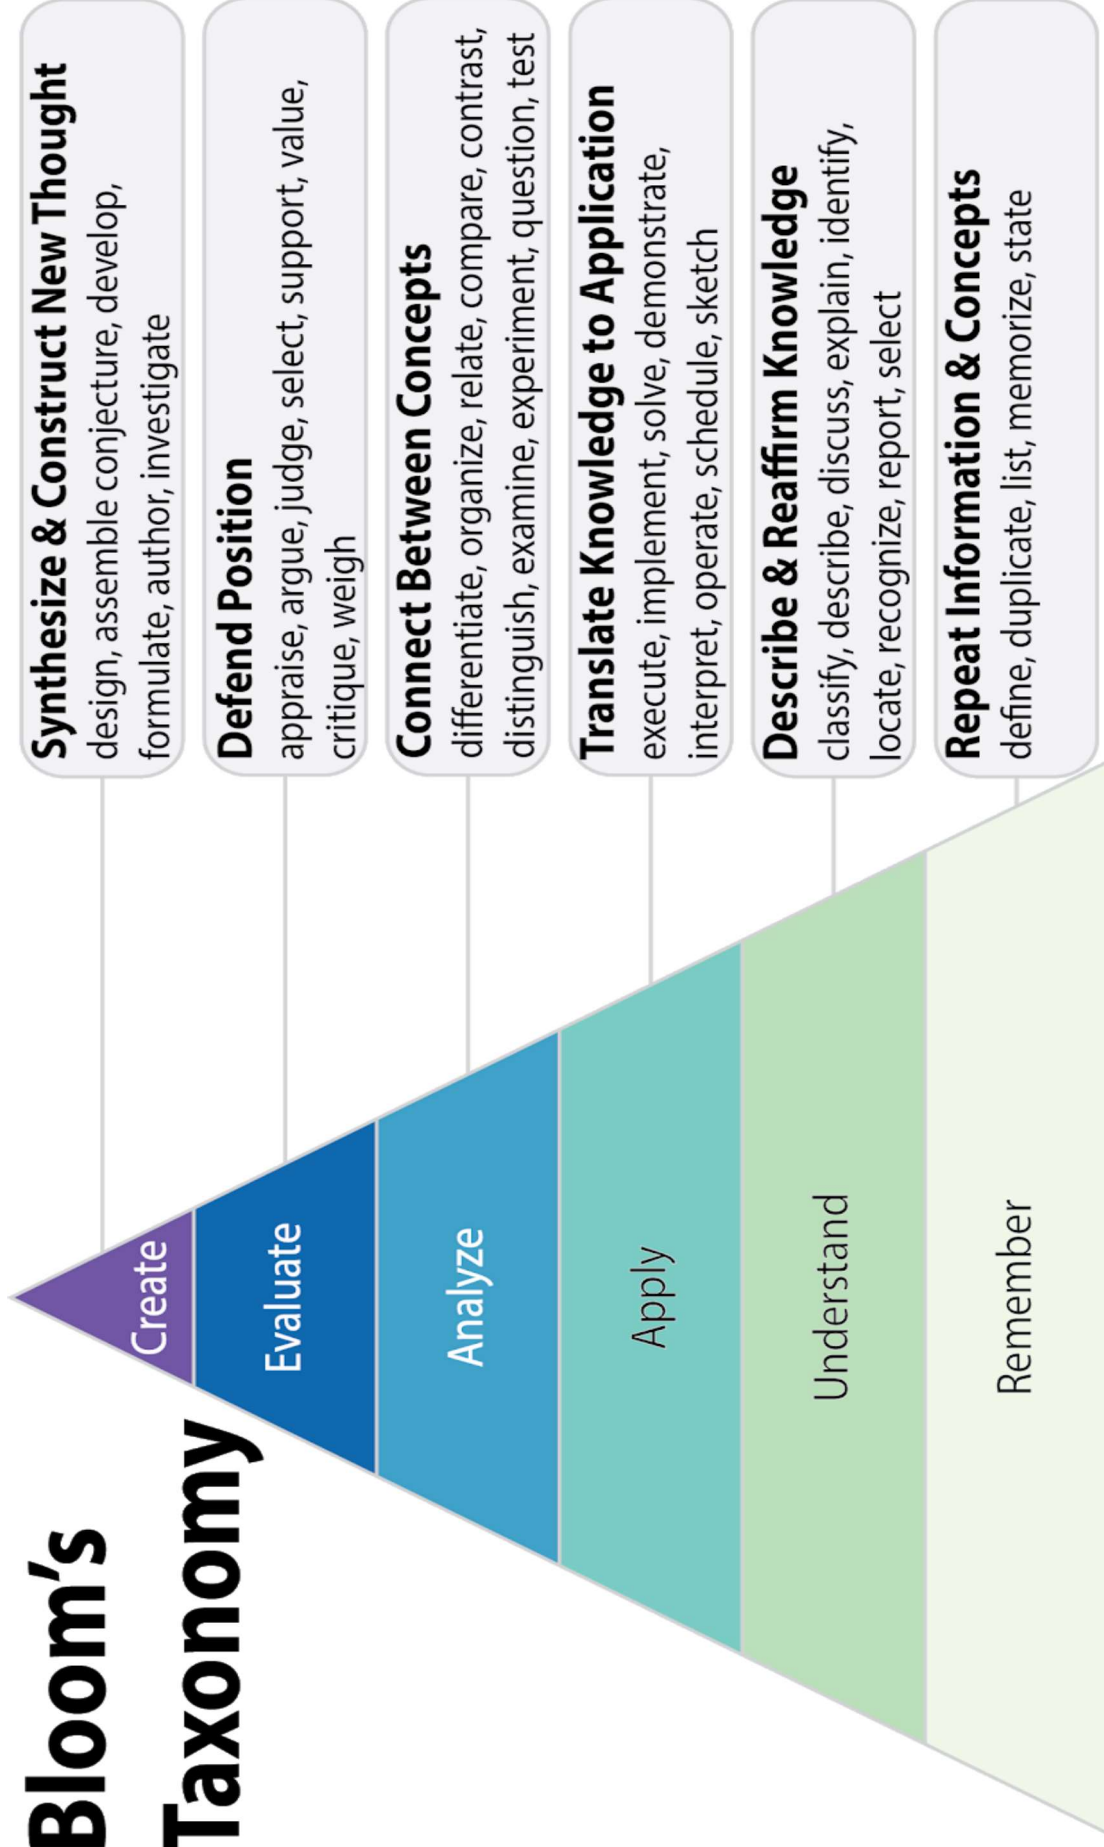 Bloom's
Taxonomy
Create
Synthesize & Construct New Thought
design, assemble conjecture, develop,
formulate, author, investigate
Evaluate
Defend Position
appraise, argue, judge, select, support, value,
critique, weigh
Analyze
Connect Between Concepts
differentiate, organize, relate, compare, contrast,
distinguish, examine, experiment, question, test
Apply
Translate Knowledge to Application
execute, implement, solve, demonstrate,
interpret, operate, schedule, sketch
Understand
Describe & Reaffirm Knowledge
classify, describe, discuss, explain, identify,
locate, recognize, report, select
Remember
Repeat Information & Concepts
define, duplicate, list, memorize, state